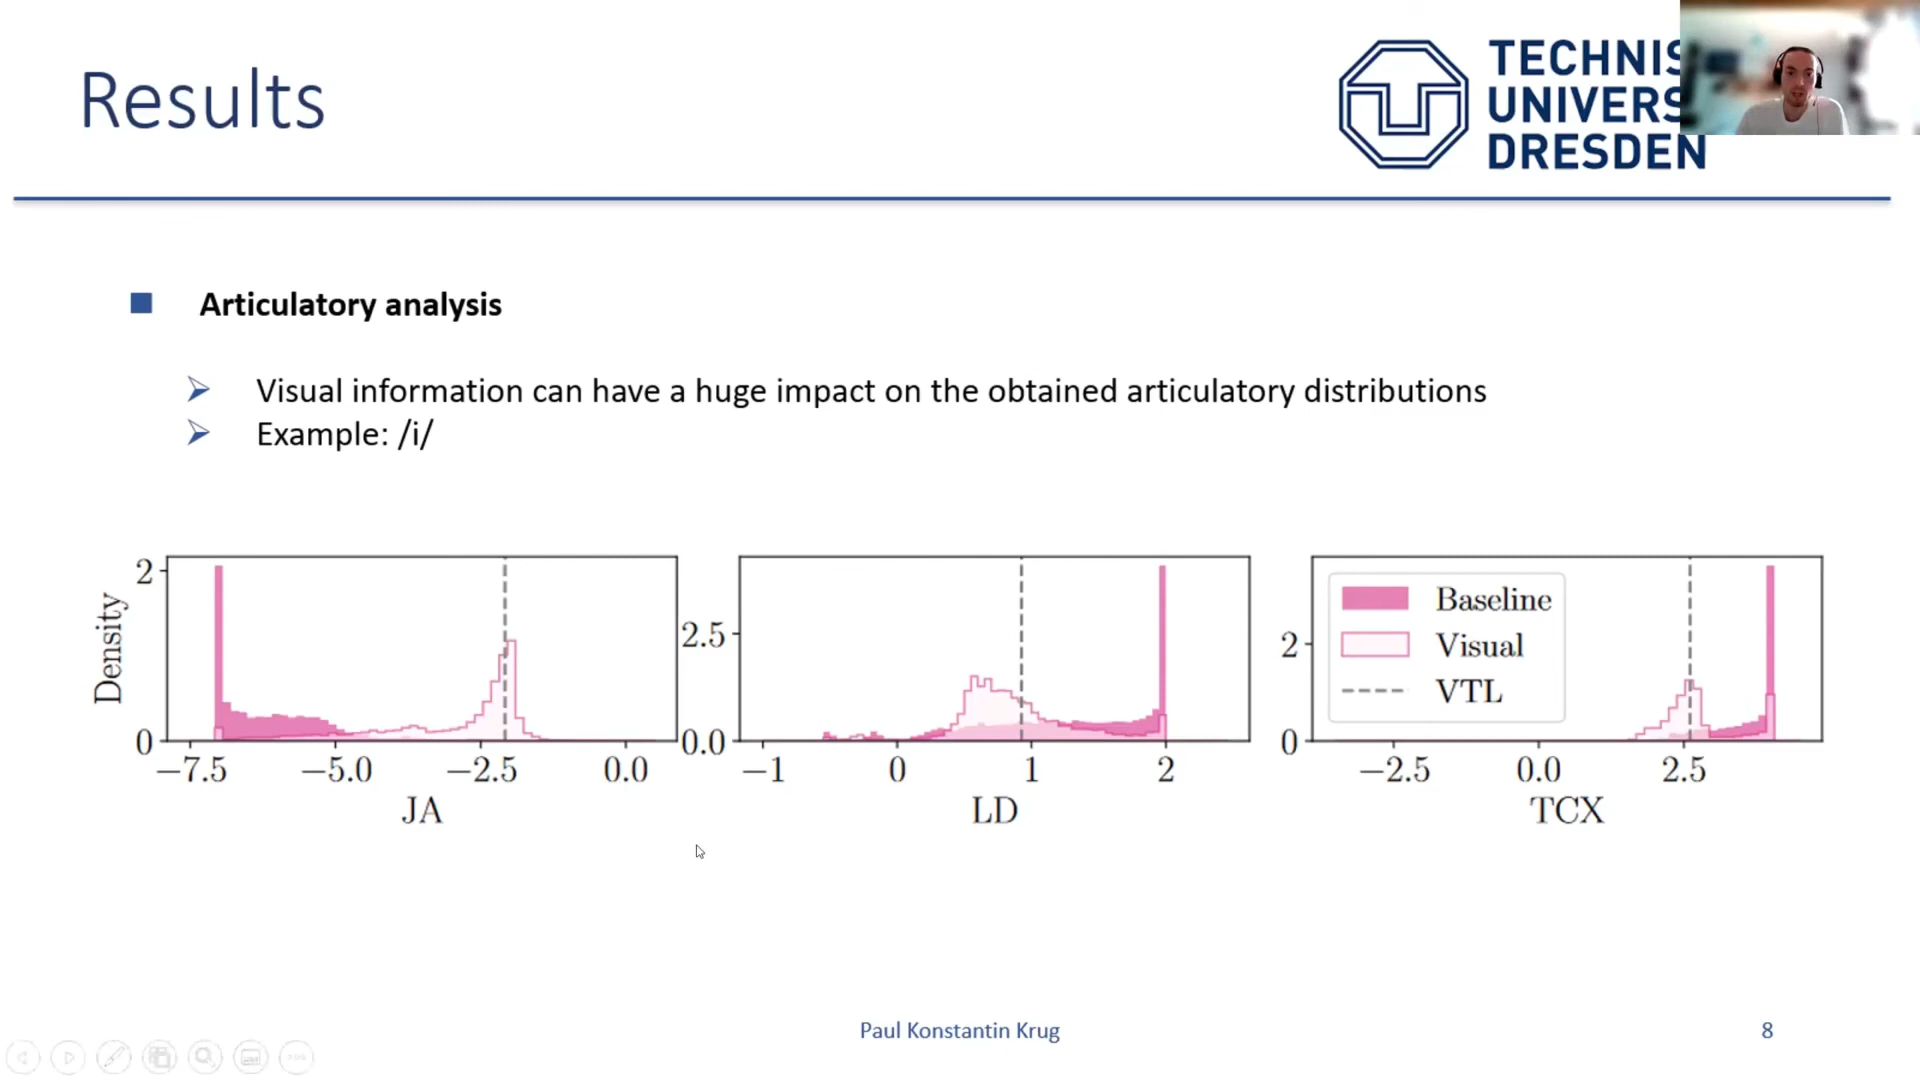 Results
TECHNIS
UNIVERS
DRESDEN
Articulatory analysis
Visual information can have a huge impact on the obtained articulatory distributions
Example: /i/
Density
2
0
−7.5 −5.0 −2.5 0.0
JA
2.5
0.0
−1 0 1 2
LD
Baseline
Visual
VTL
2
0
−2.5 0.0 2.5
TCX
Paul Konstantin Krug
8